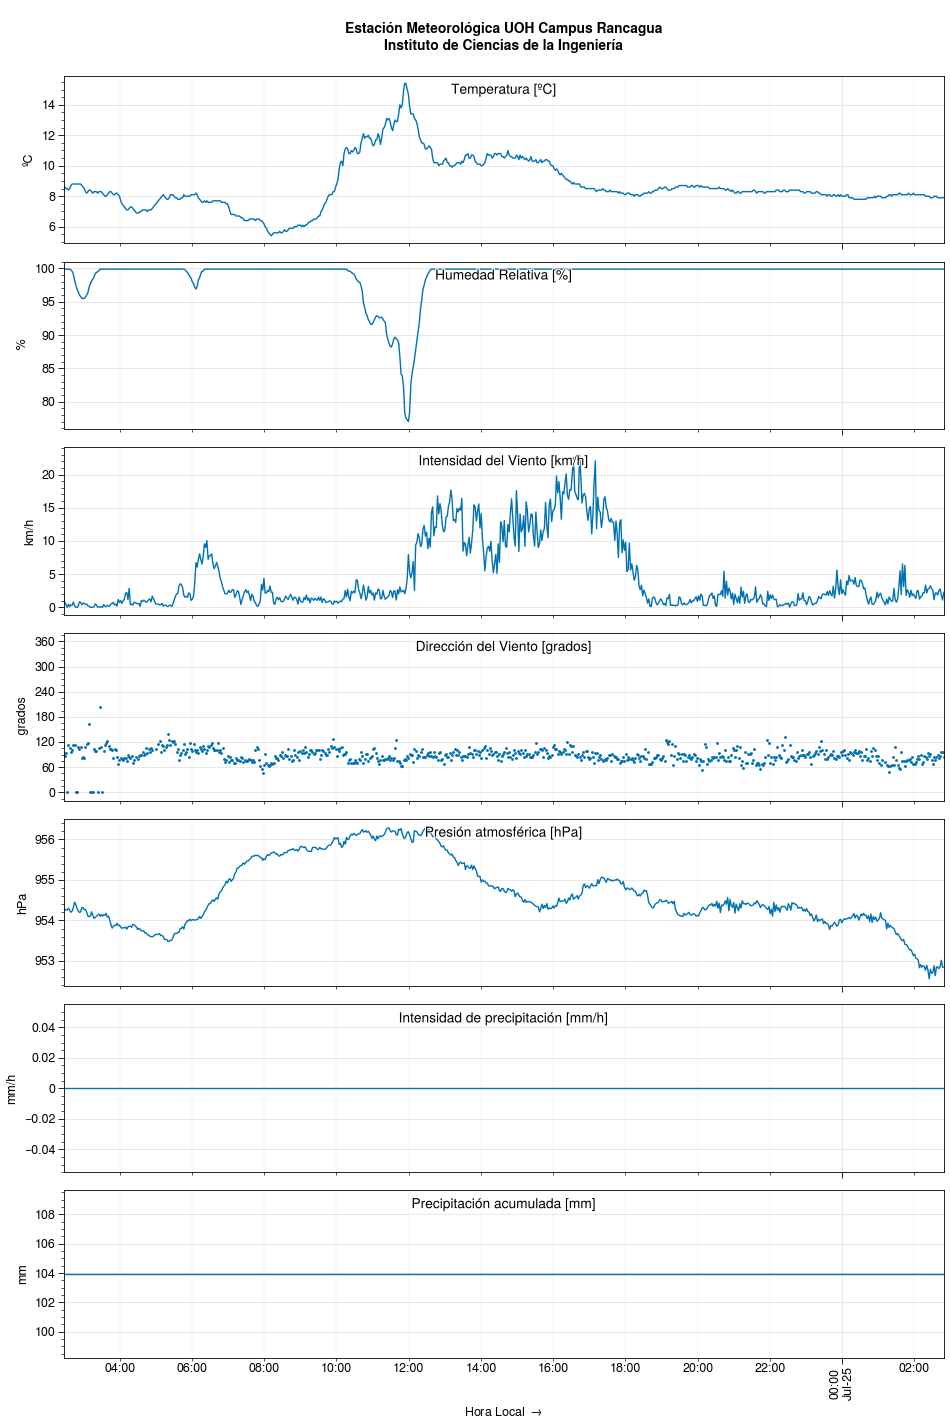 Estación Meteorológica UOH Campus Rancagua
Instituto de Ciencias de la Ingeniería
Temperatura [ºC]
ºC
14
12
10
8
6
Humedad Relativa [%]
%
100
95
90
85
80
Intensidad del Viento [km/h]
km/h
20
15
10
5
0
Dirección del Viento [grados]
grados
360
300
240
180
120
60
0
Presión atmosférica [hPa]
hPa
956
955
954
953
Intensidad de precipitación [mm/h]
mm/h
0.04
0.02
0
−0.02
−0.04
Precipitación acumulada [mm]
mm
108
106
104
102
100
04:00 06:00 08:00 10:00 12:00 14:00 16:00 18:00 20:00 22:00 00:00 02:00
Jul-25
Hora Local →